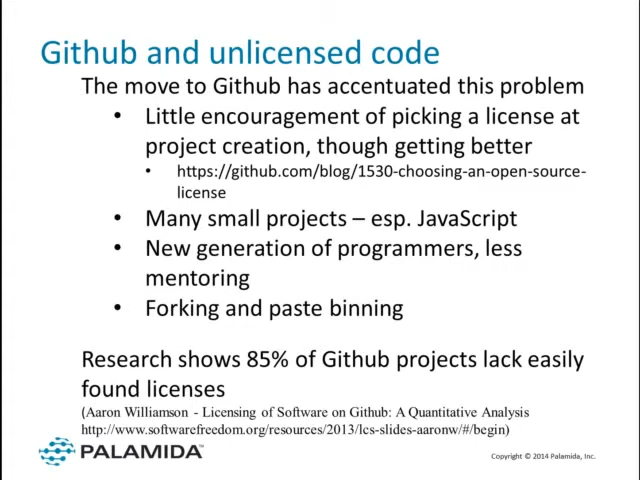 Github and unlicensed code
The move to Github has accentuated this problem
• Little encouragement of picking a license at
project creation, though getting better
• https://github.com/blog/1530-choosing-an-open-source-
license
• Many small projects – esp. JavaScript
• New generation of programmers, less
mentoring
• Forking and paste binning
Research shows 85% of Github projects lack easily
found licenses
(Aaron Williamson - Licensing of Software on Github: A Quantitative Analysis
http://www.softwarefreedom.org/resources/2013/lcs-slides-aaronw/#/begin)
PALAMIDA™
Copyright © 2014 Palamida, Inc.